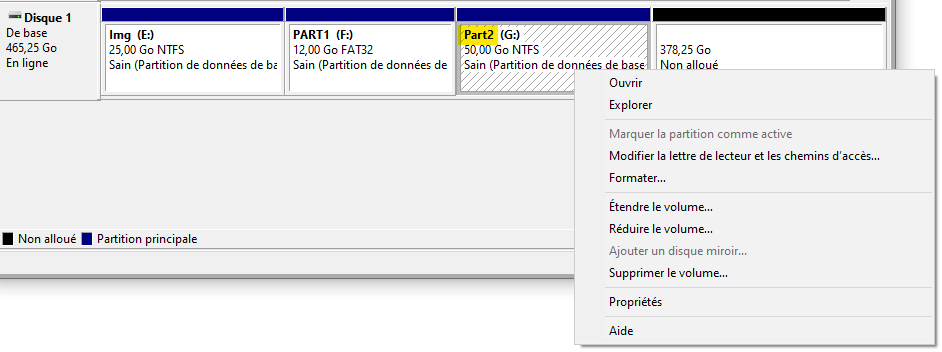 Disque 1
De base
465,25 Go
En ligne
Img (E:)
25,00 Go NTFS
Sain (Partition de données de ba
PART1 (F:)
12,00 Go FAT32
Sain (Partition de données de
Part2 (G:)
50,00 Go NTFS
Sain (Partition de données de base
378,25 Go
Non alloué
Ouvrir
Explorer
Marquer la partition comme active
Modifier la lettre de lecteur et les chemins d’accès...
Formater...
Étendre le volume...
Réduire le volume...
Ajouter un disque miroir...
Supprimer le volume...
Propriétés
Aide
Non alloué Partition principale